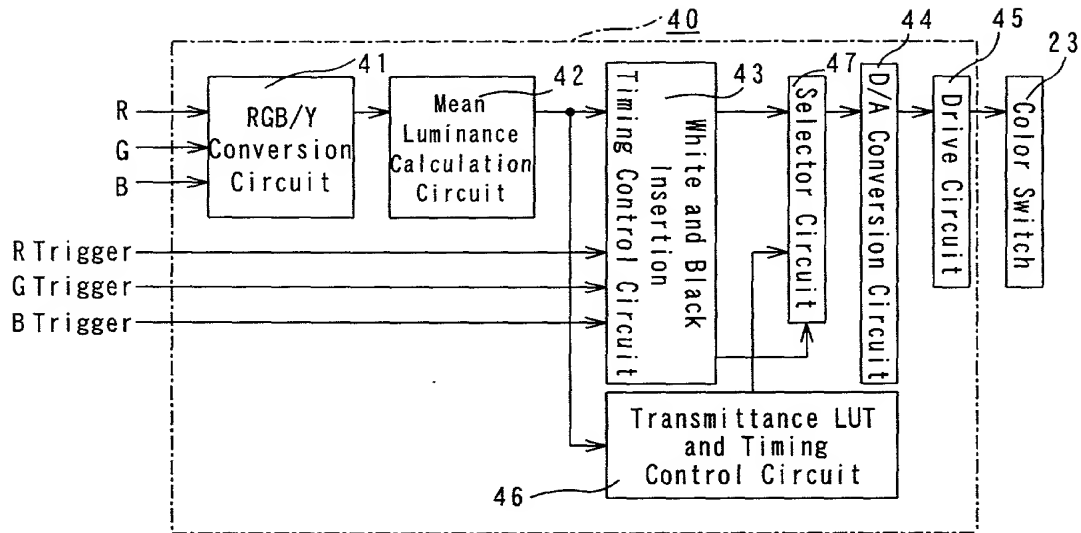 40
41
42
43
47
44
45
23
R
G
B
RGB/Y
Conversion
Circuit
Mean
Luminance
Calculation
Circuit
White and Black
Insertion
Timing Control Circuit
Selector Circuit
D/A Conversion Circuit
Drive Circuit
Color Switch
R Trigger
G Trigger
B Trigger
Transmittance LUT
and Timing
Control Circuit
46